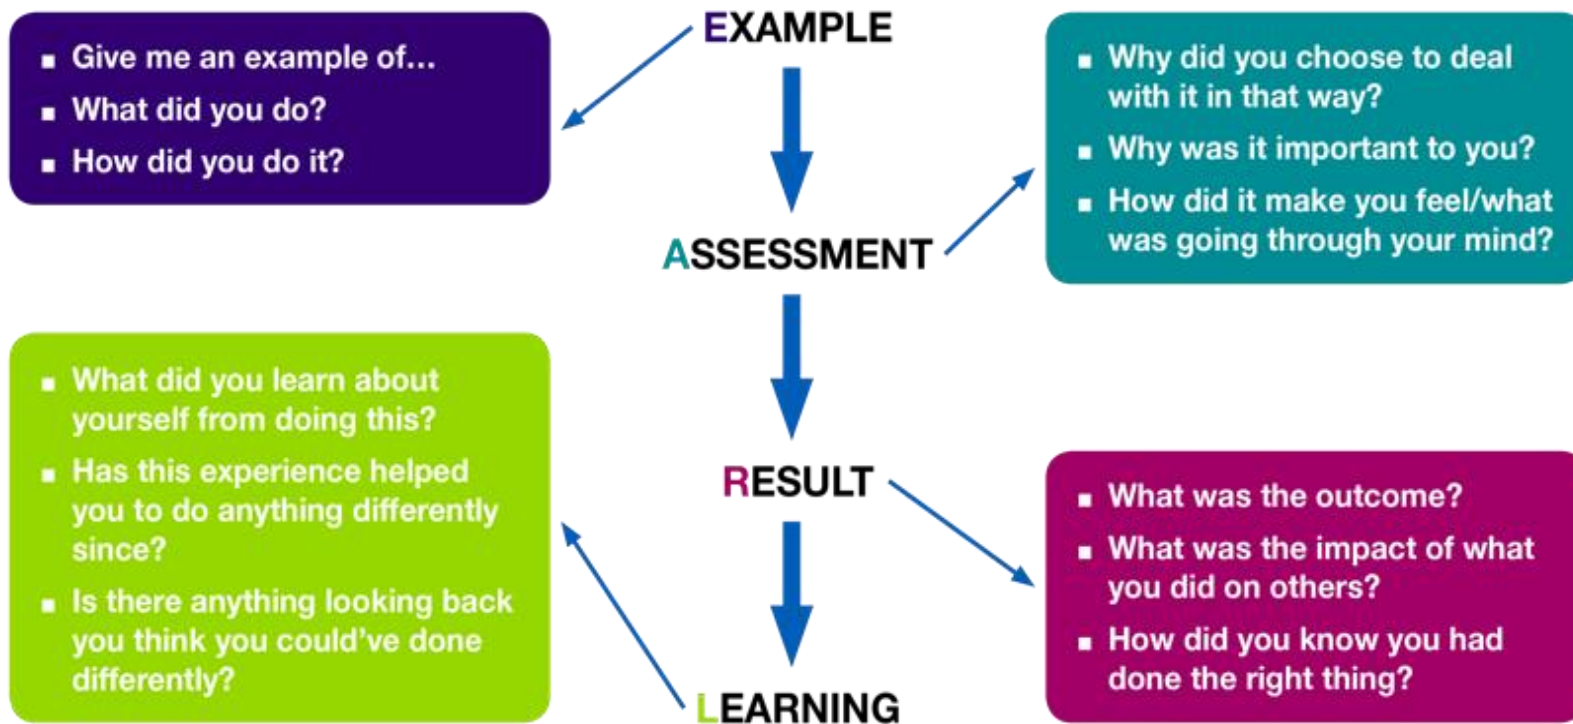 EXAMPLE
▪ Give me an example of...
▪ What did you do?
▪ How did you do it?
ASSESSMENT
▪ Why did you choose to deal
with it in that way?
▪ Why was it important to you?
▪ How did it make you feel/what
was going through your mind?
RESULT
▪ What was the outcome?
▪ What was the impact of what
you did on others?
▪ How did you know you had
done the right thing?
LEARNING
▪ What did you learn about
yourself from doing this?
▪ Has this experience helped
you to do anything differently
since?
▪ Is there anything looking back
you think you could've done
differently?